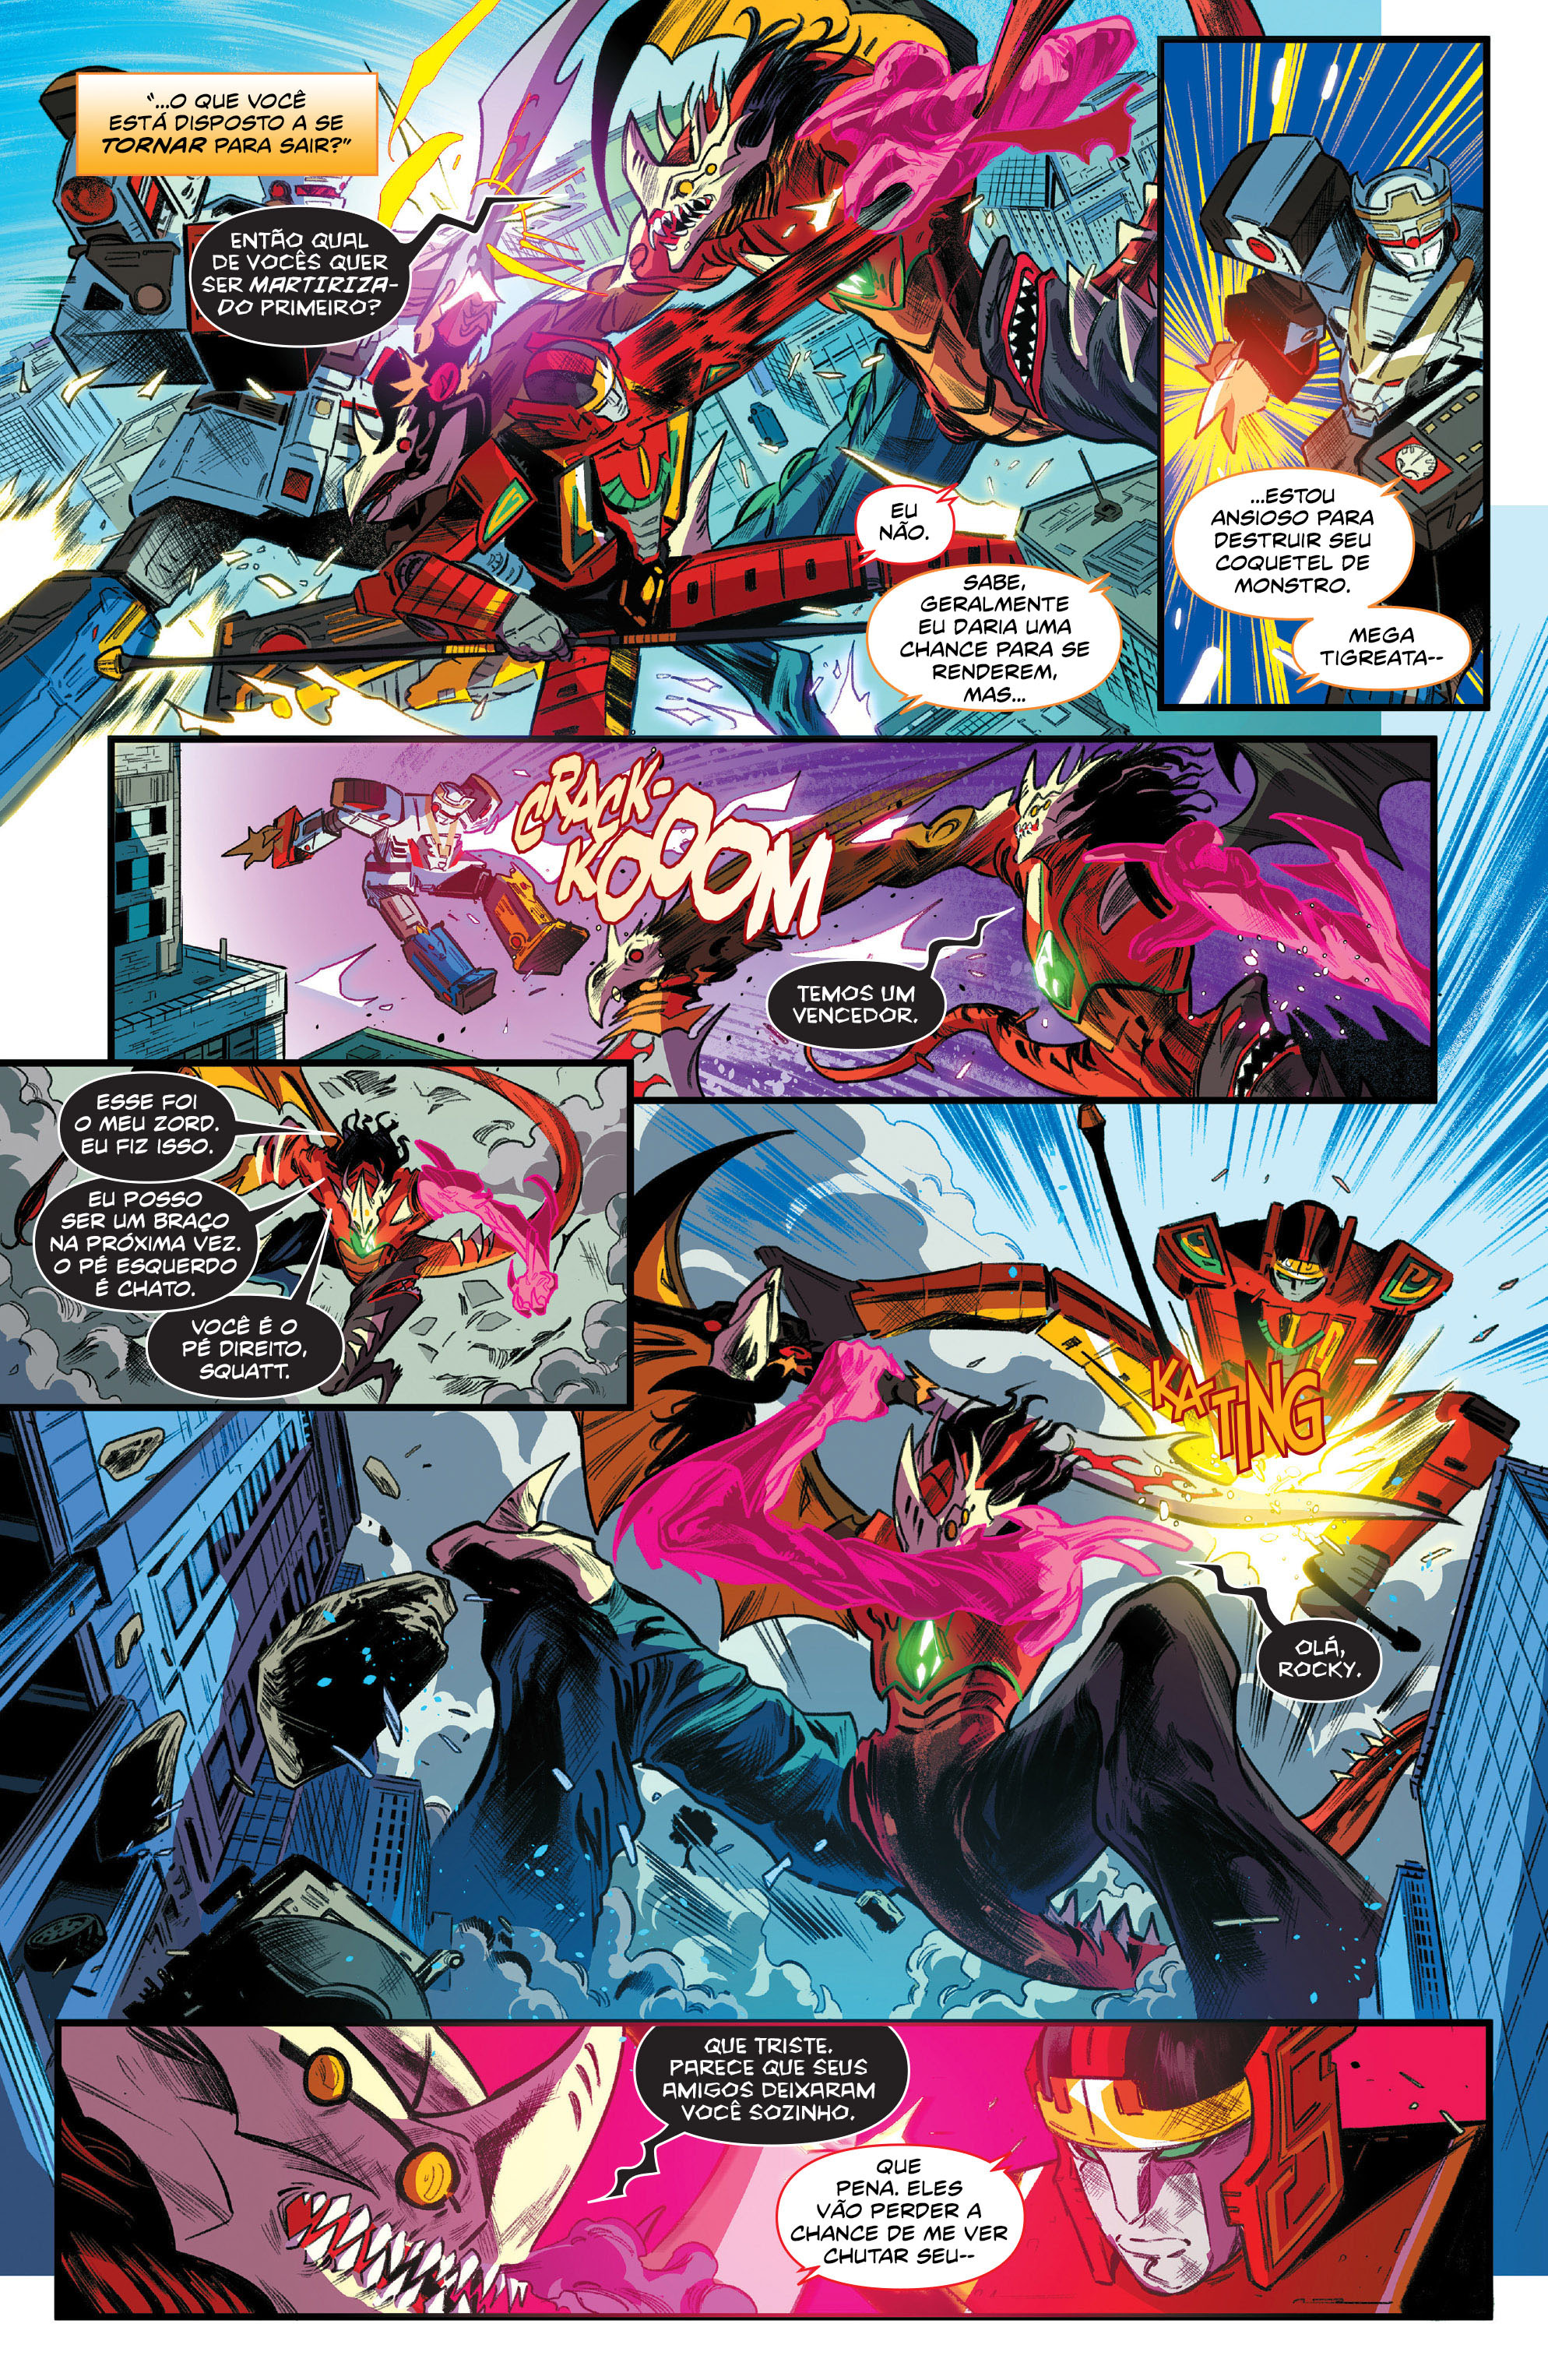 "...O QUE VOCÊ
ESTÁ DISPOSTO A SE
TORNAR PARA SAIR?"
ENTÃO QUAL
DE VOCÊS QUER
SER MARTIRIZA-
DO PRIMEIRO?
EU
NÃO.
SABE,
GERALMENTE
EU DARIA UMA
CHANCE PARA SE
RENDEREM,
MAS...
...ESTOU
ANSIOSO PARA
DESTRUIR SEU
COQUETEL DE
MONSTRO.
MEGA
TIGREATA--
CRACK-
KOOOOM
TEMOS UM
VENCEDOR.
ESSE FOI
O MEU ZORD.
EU FIZ ISSO.
EU POSSO
SER UM BRAÇO
NA PRÓXIMA VEZ.
O PÉ ESQUERDO
É CHATO.
VOCÊ É O
PÉ DIREITO,
SQUATT.
KA-
TING
OLÁ,
ROCKY.
QUE TRISTE.
PARECE QUE SEUS
AMIGOS DEIXARAM
VOCÊ SOZINHO.
QUE
PENA. ELES
VÃO PERDER A
CHANCE DE ME VER
CHUTAR SEU--